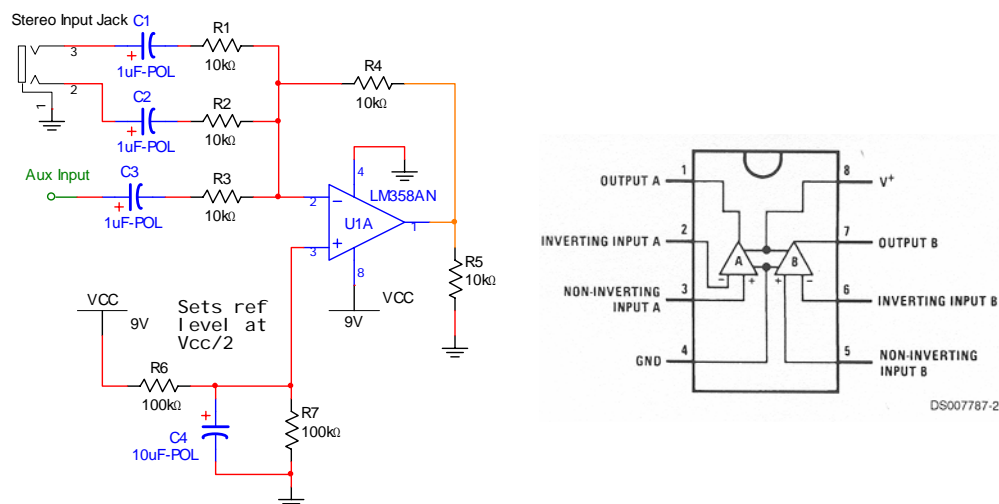 Stereo Input Jack
C1
R1
3
+
1uF-POL
10kΩ
R4
10kΩ
2
1
C2
R2
+
1uF-POL
10kΩ
Aux Input
C3
R3
+
1uF-POL
10kΩ
4
LM358AN
2
U1A
1
3
+
8
VCC
9V
R5
10kΩ
VCC
9V
Sets ref
level at
Vcc/2
R6
100kΩ
+
C4
10uF-POL
R7
100kΩ
1
OUTPUT A
8
V+
2
INVERTING INPUT A
7
OUTPUT B
A
B
- + + -
3
NON-INVERTING
INPUT A
6
INVERTING INPUT B
4
GND
5
NON-INVERTING
INPUT B
DS007787-2